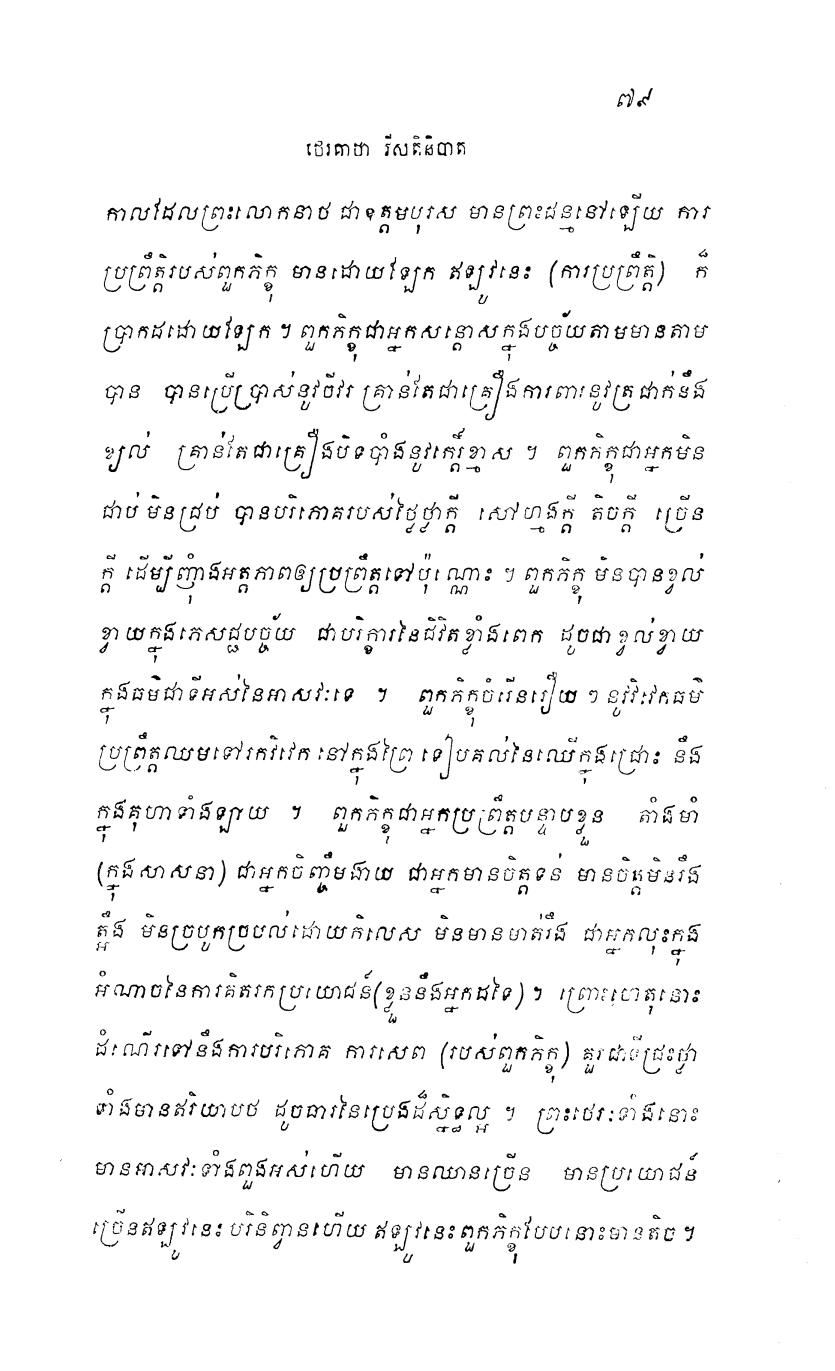 ៧៩
ថេរគាថា វីសតិនិបាត
កាលដែលព្រះលោកនាថ ជាឧត្តមបុរស មានព្រះជន្មនៅឡើយ ការ
ប្រព្រឹត្តិរបស់ពួកភិក្ខុ មានដោយឡែក ឥឡូវនេះ (ការប្រព្រឹត្តិ) ក៏
ប្រាកដដោយឡែក ។ ពួកភិក្ខុជាអ្នកសន្តោសក្នុងបច្ច័យតាមមានតាម
បាន បានប្រើប្រាស់នូវចីវរ គ្រាន់តែជាគ្រឿងការពារនូវត្រជាក់នឹង
ខ្យល់ គ្រាន់តែជាគ្រឿងបិទបាំងនូវកេរ្តិ៍ខ្មាស ។ ពួកភិក្ខុជាអ្នកមិន
ជាប់ មិនជ្រប់ បានបរិភោគរបស់ថ្លៃថ្លាក្តី សៅហ្មងក្តី តិចក្តី ច្រើន
ក្តី ដើម្បីញុំាងអត្តភាពឲ្យប្រព្រឹត្តទៅប៉ុណ្ណោះ ។ ពួកភិក្ខុ មិនបានខ្វល់
ខ្វាយក្នុងភេសជ្ជបច្ច័យ ជាបរិក្ខារនៃជីវិតខ្លាំងពេក ដូចជាខ្វល់ខ្វាយ
ក្នុងធម៌ជាទីអស់នៃអាសវៈទេ ។ ពួកភិក្ខុចំរើនរឿយ ៗ នូវវិវេកធម៌
ប្រព្រឹត្តឈមទៅរកវិវេក នៅក្នុងព្រៃ ទៀបគល់នៃឈើក្នុងជ្រោះ នឹង
ក្នុងគុហាទាំងឡាយ ។ ពួកភិក្ខុជាអ្នកប្រព្រឹត្តបន្ទាបខ្លួន តាំងមាំ
(ក្នុងសាសនា) ជាអ្នកចិញ្ចឹមងាយ ជាអ្នកមានចិត្តទន់ មានចិត្តមិនរឹង
ត្អឹង មិនច្របូកច្របល់ដោយកិលេស មិនមានមាត់រឹង ជាអ្នកលុះក្នុង
អំណាចនៃការគិតរកប្រយោជន៍(ខ្លួននឹងអ្នកដទៃ) ។ ព្រោះហេតុនោះ
ដំណើរទៅនឹងការបរិភោគ ការសេព (របស់ពួកភិក្ខុ) គួរជាទីជ្រះថ្លា
ទាំងមានឥរិយាបថ ដូចធារនៃប្រេងដ៏ស្និទ្ធល្អ ។ ព្រះថេរៈទាំងនោះ
មានអាសវៈទាំងពួងអស់ហើយ មានឈានច្រើន មានប្រយោជន៍
ច្រើនឥឡូវនេះ បរិនិព្វានហើយ ឥឡូវនេះពួកភិក្ខុបែបនោះមានតិច ។